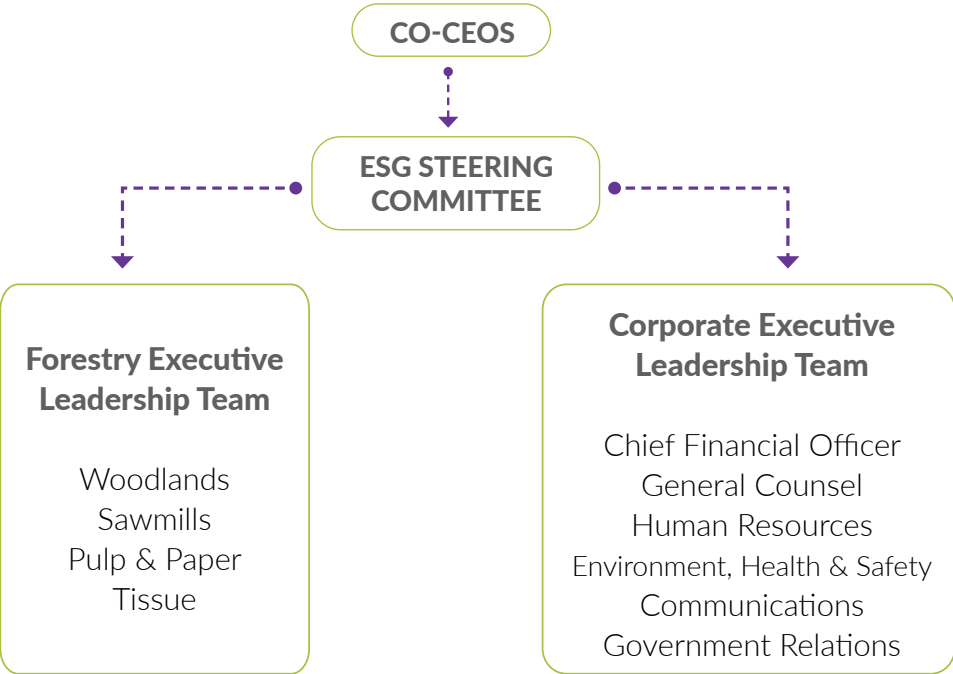 CO-CEOS
ESG STEERING
COMMITTEE
Forestry Executive
Leadership Team
Woodlands
Sawmills
Pulp & Paper
Tissue
Corporate Executive
Leadership Team
Chief Financial Officer
General Counsel
Human Resources
Environment, Health & Safety
Communications
Government Relations